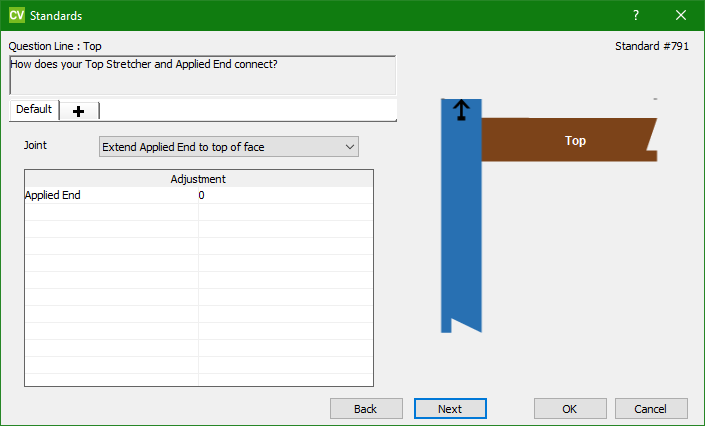 CV Standards ?
Question Line : Top Standard #791
How does your Top Stretcher and Applied End connect?
Default
Joint Extend Applied End to top of face
Adjustment
Applied End 0
Top
Back Next OK Cancel